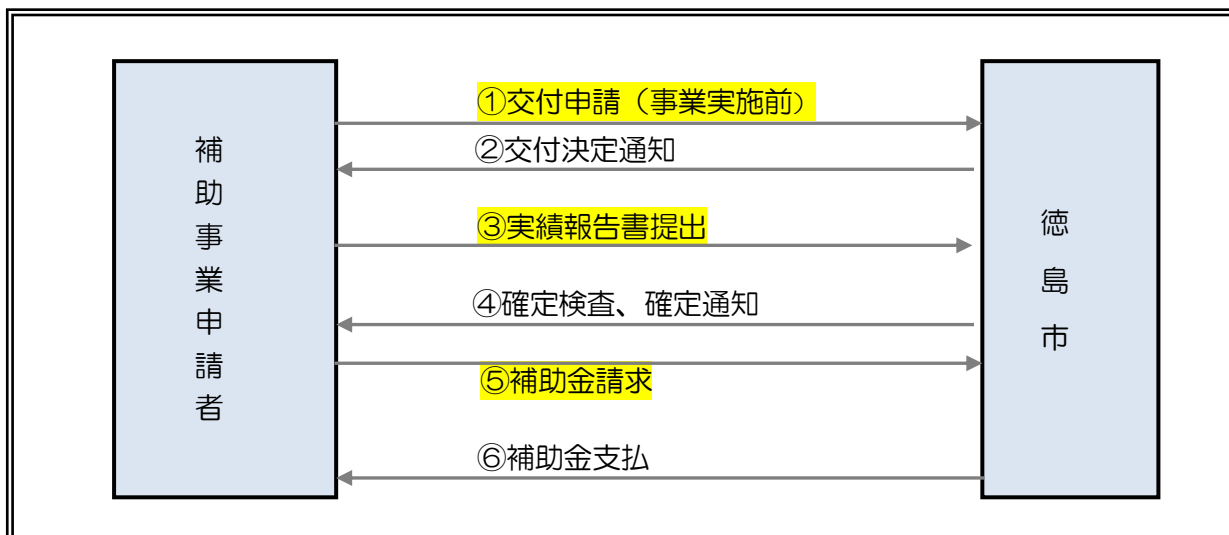 補助事業申請者
①交付申請（事業実施前）
②交付決定通知
③実績報告書提出
④確定検査、確定通知
⑤補助金請求
⑥補助金支払
徳島市